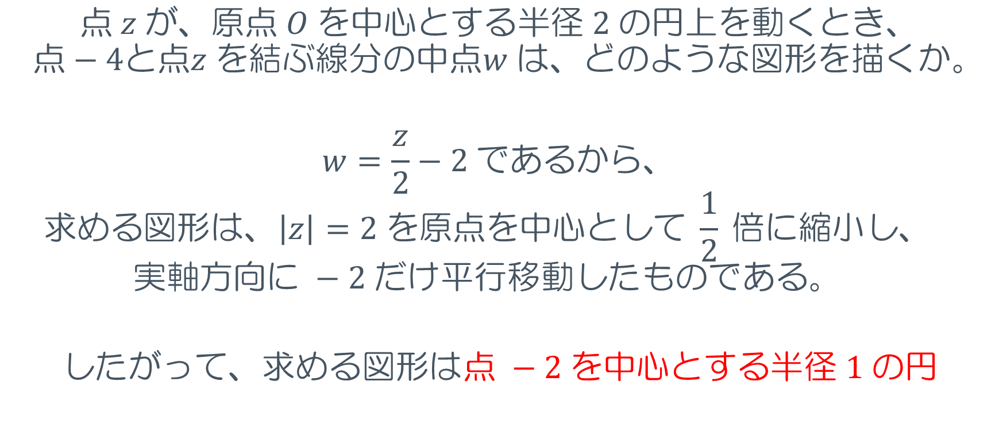 点 z が、原点 O を中心とする半径 2 の円上を動くとき、
点 − 4と点z を結ぶ線分の中点w は、どのような図形を描くか。
w = z/2 − 2 であるから、
求める図形は、|z| = 2 を原点を中心として 1/2 倍に縮小し、
実軸方向に − 2 だけ平行移動したものである。
したがって、求める図形は点 − 2 を中心とする半径 1 の円